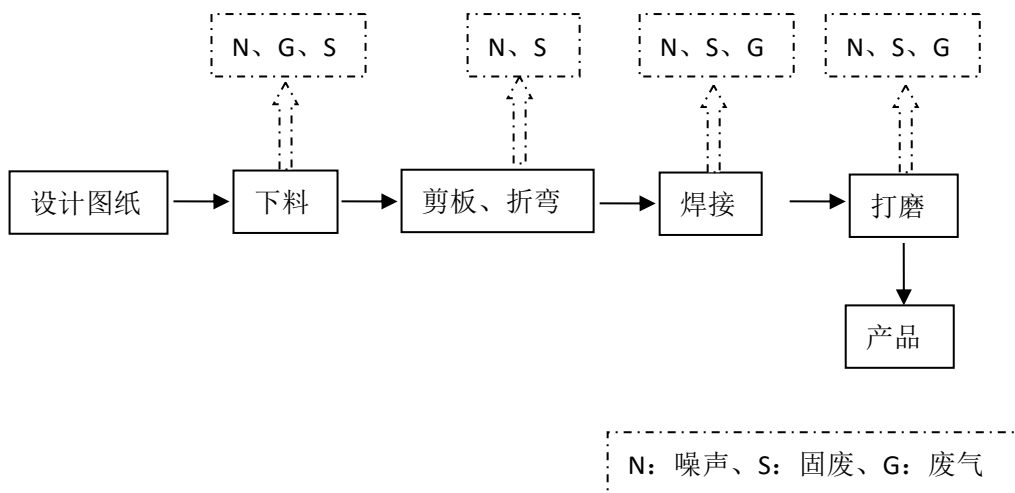 N、G、S
N、S
N、S、G
N、S、G
设计图纸
下料
剪板、折弯
焊接
打磨
产品
N：噪声、S：固废、G：废气